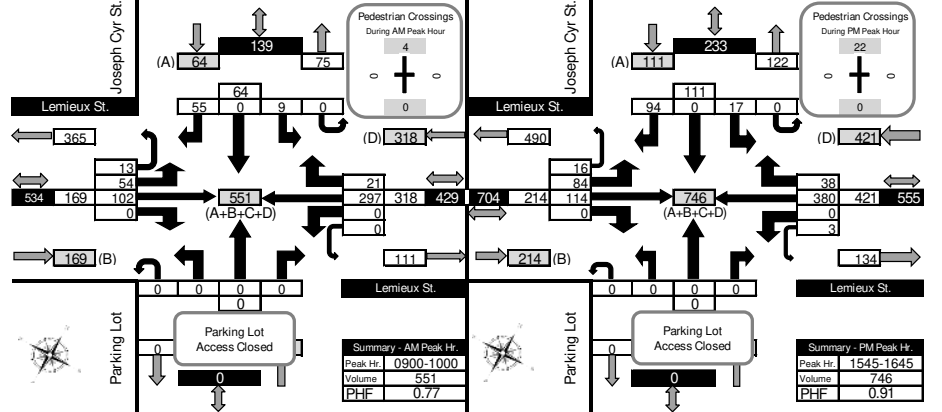 Joseph Cyr St.
139
(A) 64
75
Pedestrian Crossings
During AM Peak Hour
4
0
0
0
64
55 0 9 0
Lemieux St.
365
(D) 318
13
54
102
0
534 169
551
(A+B+C+D)
21
297
0
0
318 429
169 (B)
111
0 0 0 0
0
Lemieux St.
Parking Lot
Parking Lot
Access Closed
0
0
Summary - AM Peak Hr.
Peak Hr. 0900-1000
Volume 551
PHF 0.77
Joseph Cyr St.
233
(A) 111
122
Pedestrian Crossings
During PM Peak Hour
22
0
0
0
111
94 0 17 0
490
(D) 421
16
84
114
0
704 214
746
(A+B+C+D)
38
380
0
3
421 555
214 (B)
134
0 0 0 0
0
Lemieux St.
Parking Lot
Parking Lot
Access Closed
0
0
Summary - PM Peak Hr.
Peak Hr. 1545-1645
Volume 746
PHF 0.91